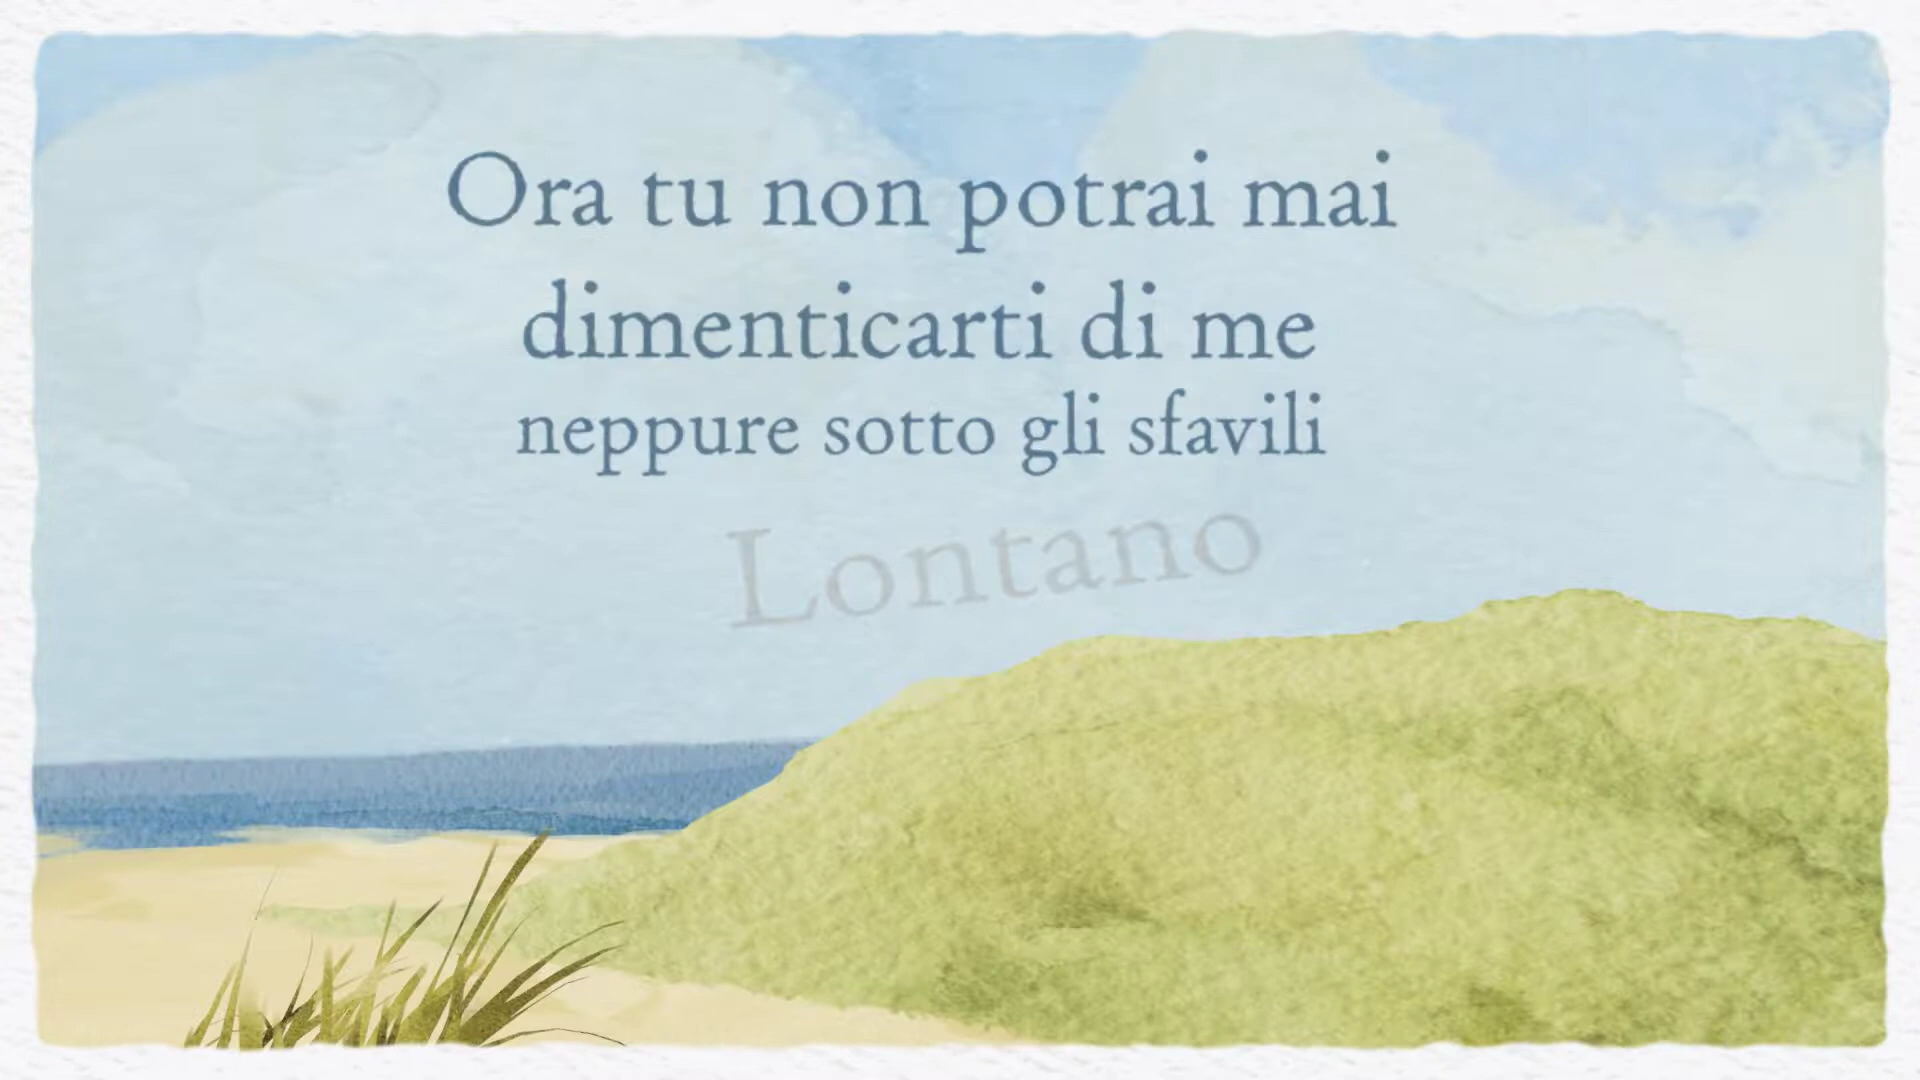 Ora tu non potrai mai
dimenticarti di me
neppure sotto gli sfavili
Lontano